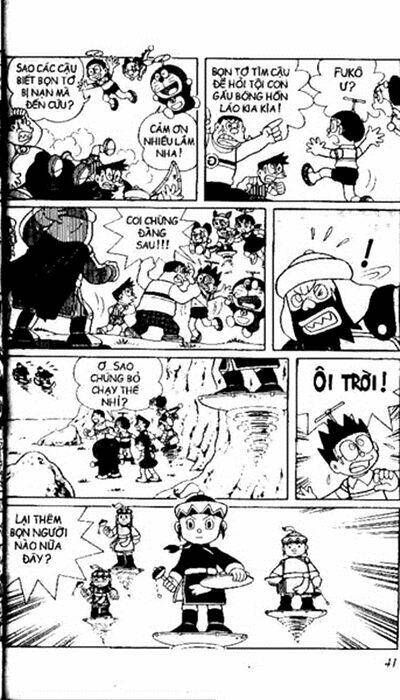 SAO CÁC CẬU
BIẾT BỌN TỚ
BỊ NẠN MÀ
ĐẾN CỨU?
CẢM ƠN
NHIỀU LẮM
NHA!
BỌN TỚ TÌM CẬU
ĐỂ HỎI TỘI CON
GẤU BÔNG HỖN
LÁO KIA KÌA!
FUKÔ
Ư?
COI CHỪNG
ĐẰNG
SAU!!!
!
Ơ, SAO
CHÚNG BỎ
CHẠY THẾ
NHỈ?
ÔI TRỜI!
LẠI THÊM
BỌN NGƯỜI
NÀO NỮA
ĐÂY?
41